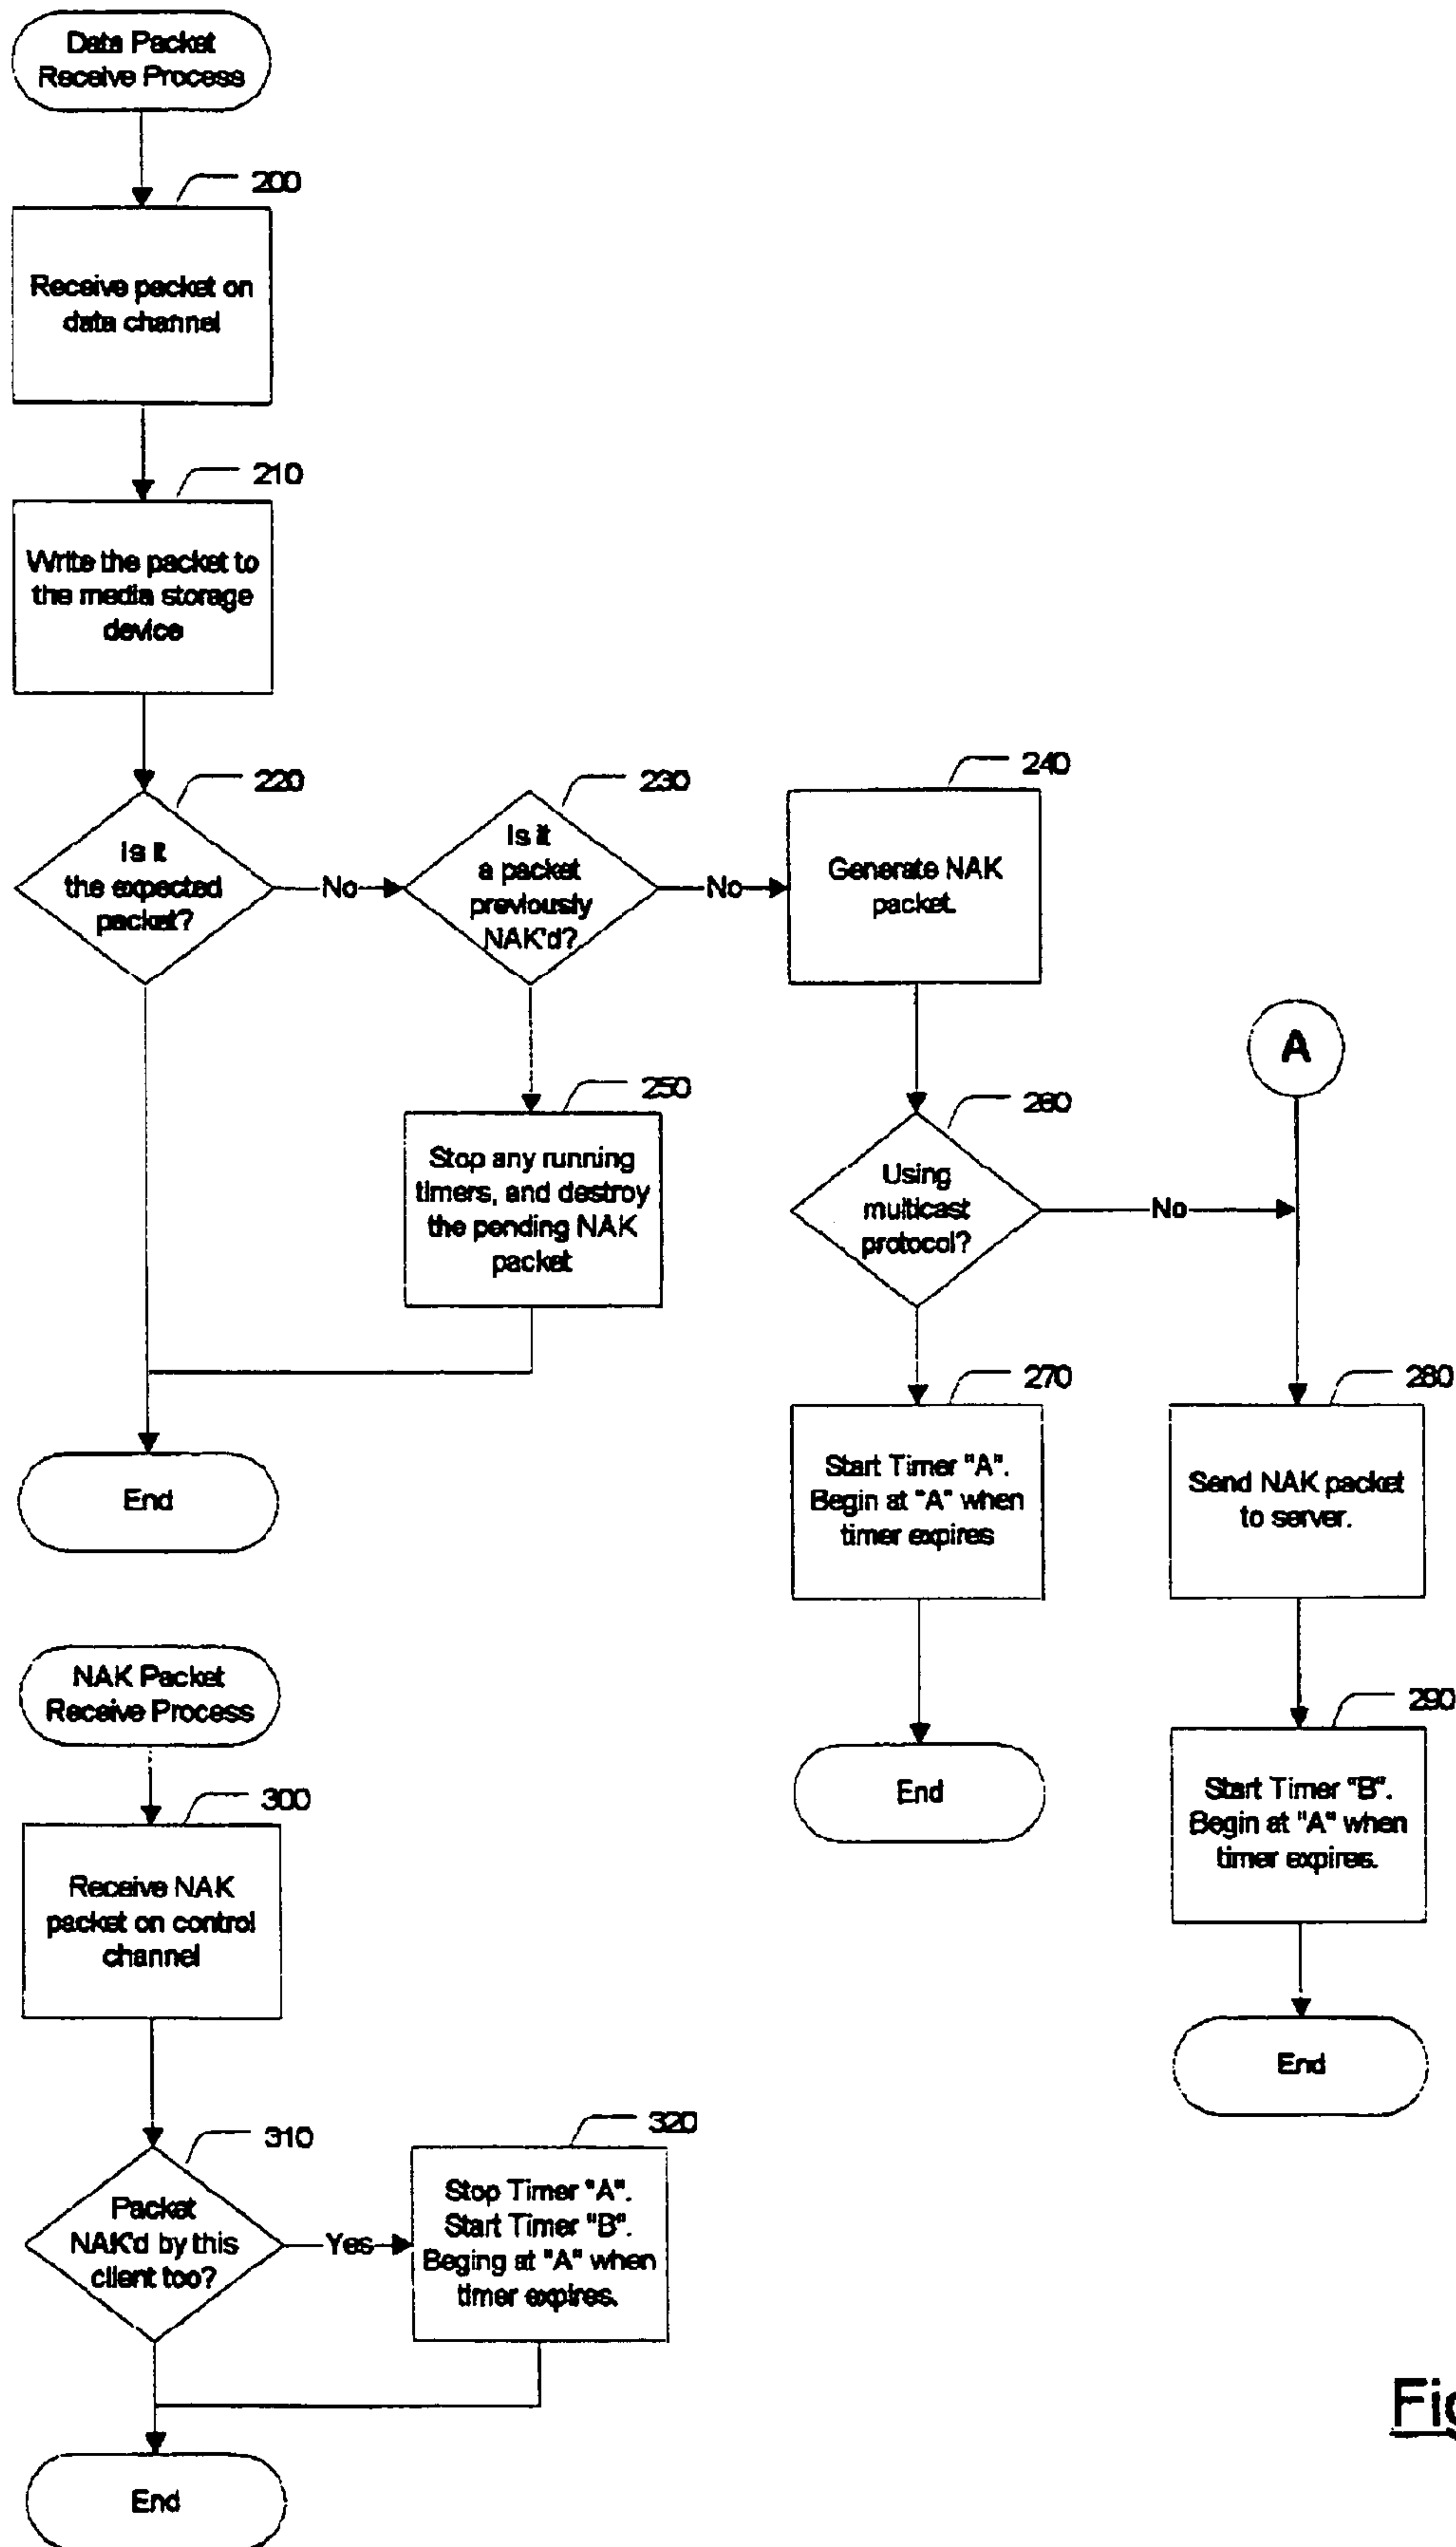 Data Packet
Receive Process
200
Receive packet on
data channel
210
Write the packet to
the media storage
device
220
Is it
the expected
packet?
No
230
Is it
a packet
previously
NAK'd?
No
240
Generate NAK
packet.
250
Stop any running
timers, and destroy
the pending NAK
packet
260
Using
multicast
protocol?
No
A
270
Start Timer "A".
Begin at "A" when
timer expires
280
Send NAK packet
to server.
290
Start Timer "B".
Begin at "A" when
timer expires.
End
End
End
NAK Packet
Receive Process
300
Receive NAK
packet on control
channel
310
Packet
NAK'd by this
client too?
Yes
320
Stop Timer "A".
Start Timer "B".
Beging at "A" when
timer expires.
End